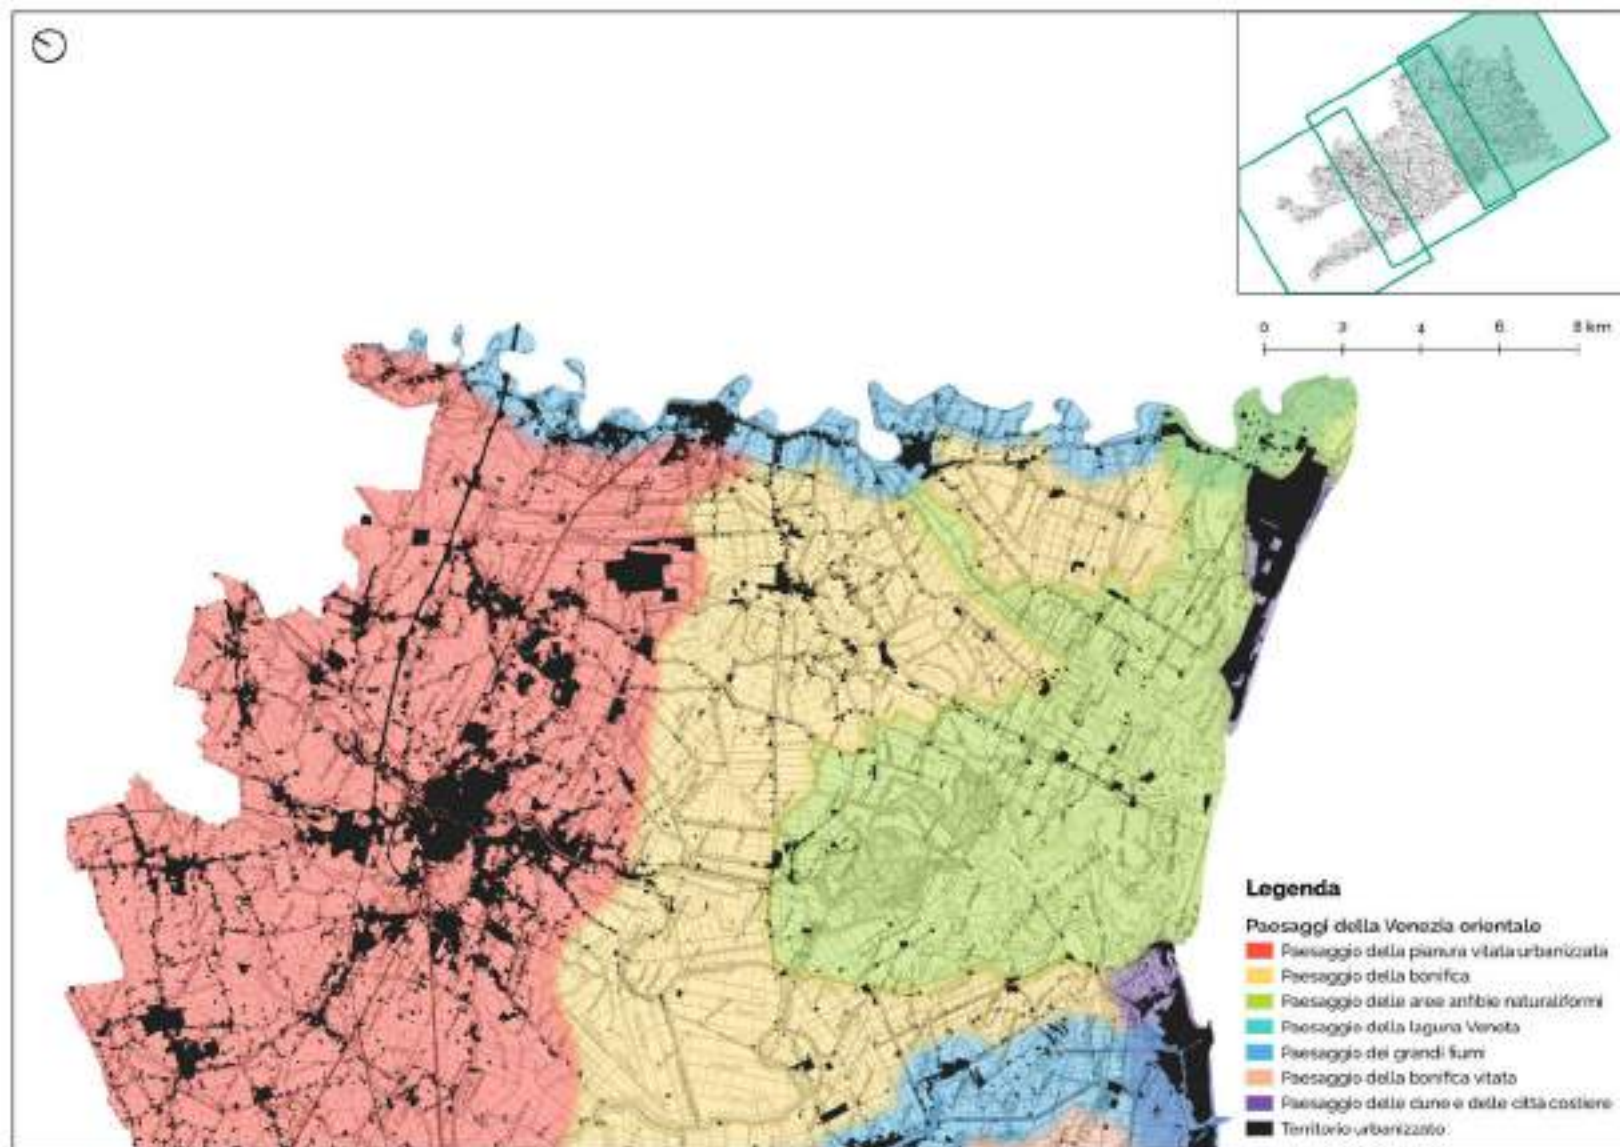 0 2 4 6 8 km
Legenda
Paesaggi della Venezia orientale
Paesaggio della pianura vitata urbanizzata
Paesaggio della bonifica
Paesaggio delle aree anfibie naturaliformi
Paesaggio della laguna Veneta
Paesaggio dei grandi fiumi
Paesaggio della bonifica vitata
Paesaggio delle dune e delle città costiere
Territorio urbanizzato